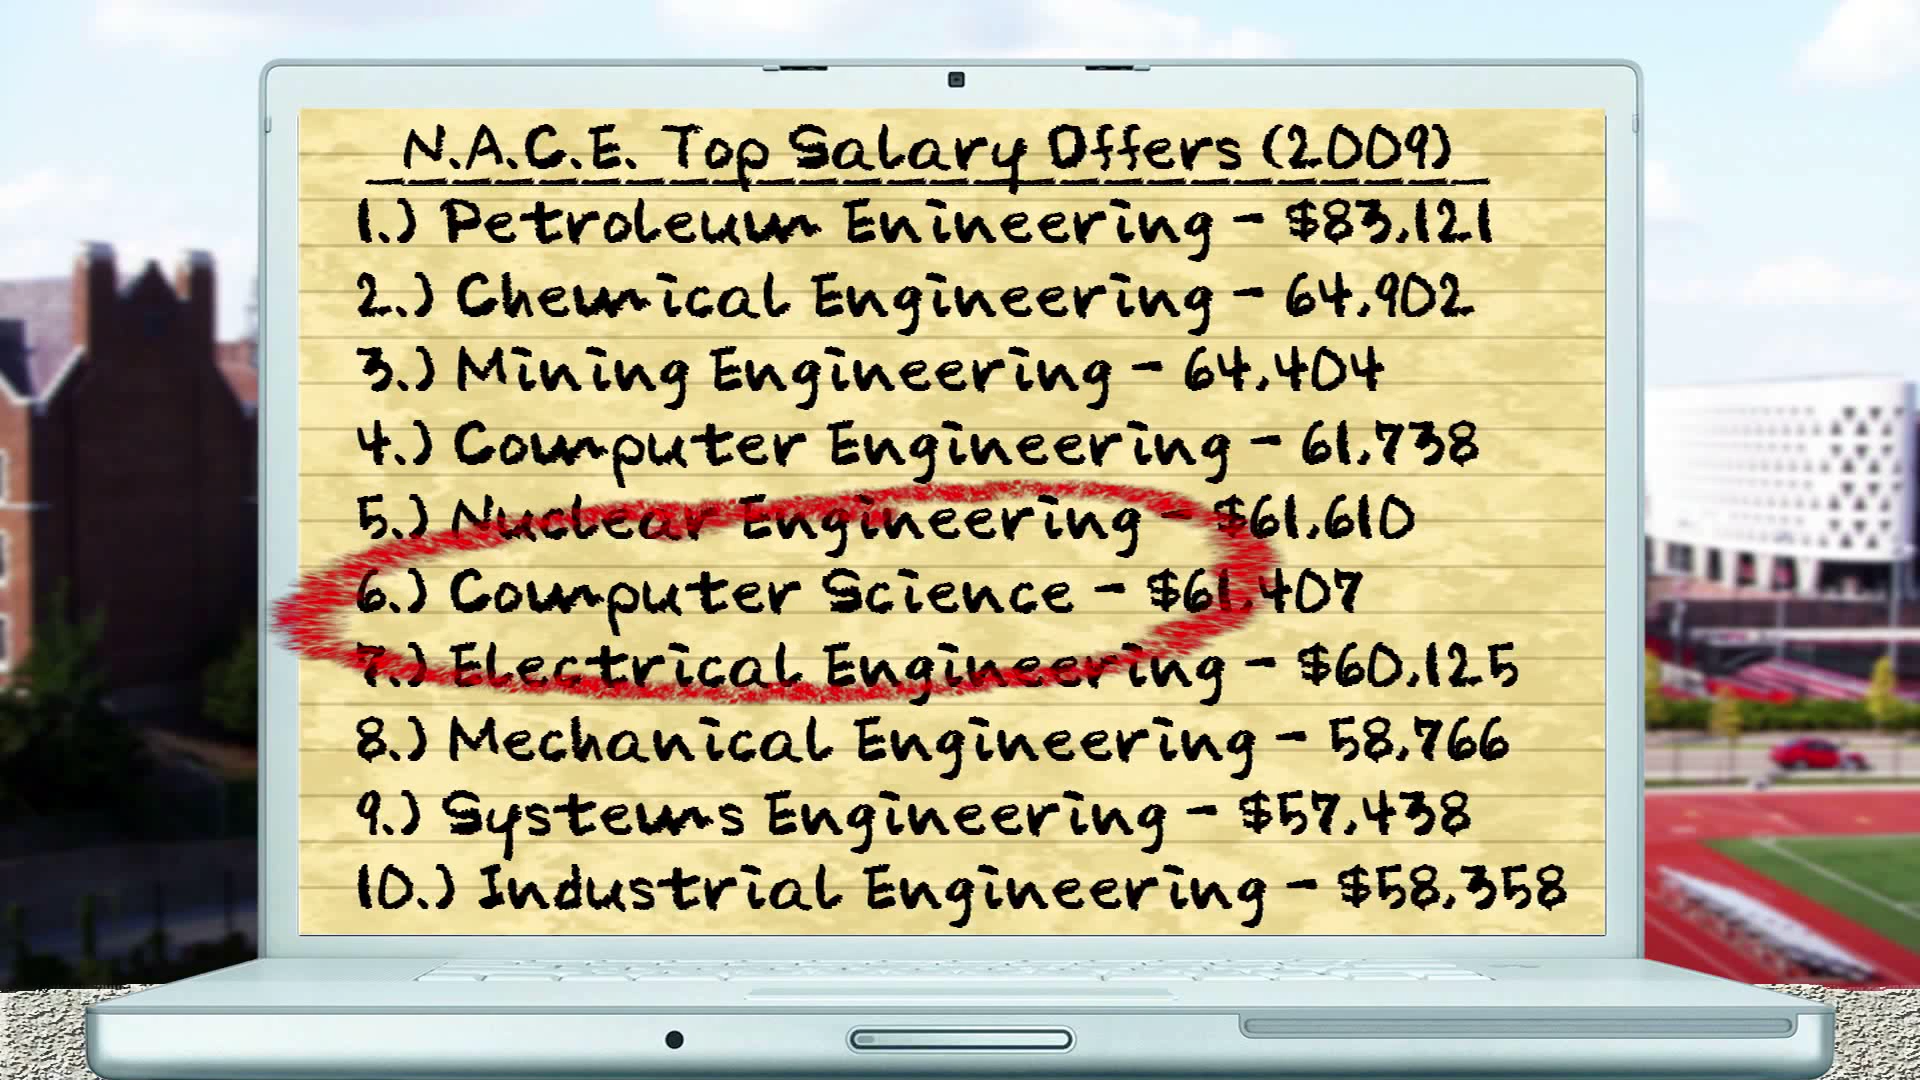 N.A.C.E. Top Salary Offers (2009)
1.) Petroleum Enineering - $83,121
2.) Chemical Engineering - 64,902
3.) Mining Engineering - 64,404
4.) Computer Engineering - 61,738
5.) Nuclear Engineering - $61,610
6.) Computer Science - $61,407
7.) Electrical Engineering - $60,125
8.) Mechanical Engineering - 58,766
9.) Systems Engineering - $57,438
10.) Industrial Engineering - $58,358